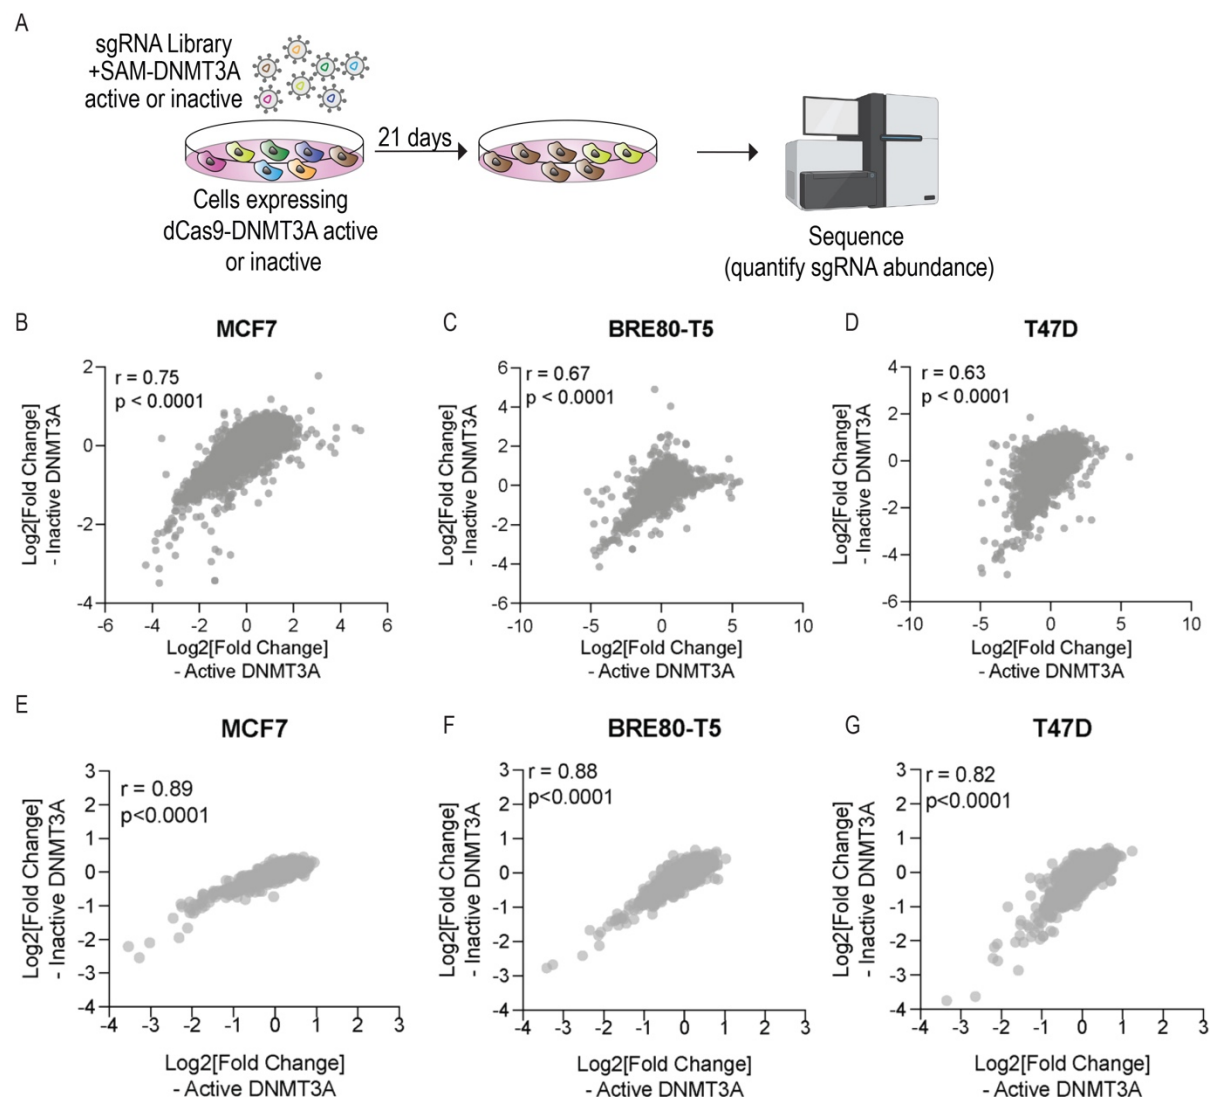 A
sgRNA Library
+SAM-DNMT3A
active or inactive
21 days
Cells expressing
dCas9-DNMT3A active
or inactive
Sequence
(quantify sgRNA abundance)
B
MCF7
r = 0.75
p < 0.0001
2
0
-2
-4
-6
-4
-2
0
2
4
6
Log2[Fold Change]
- Inactive DNMT3A
Log2[Fold Change]
- Active DNMT3A
C
BRE80-T5
r = 0.67
p < 0.0001
6
4
2
0
-2
-4
-6
-10
-5
0
5
10
Log2[Fold Change]
- Inactive DNMT3A
Log2[Fold Change]
- Active DNMT3A
D
T47D
r = 0.63
p < 0.0001
4
2
0
-2
-4
-6
-10
-5
0
5
10
Log2[Fold Change]
- Inactive DNMT3A
Log2[Fold Change]
- Active DNMT3A
E
MCF7
r = 0.89
p<0.0001
3
2
1
0
-1
-2
-3
-4
-4
-3
-2
-1
0
1
2
3
Log2[Fold Change]
- Inactive DNMT3A
Log2[Fold Change]
- Active DNMT3A
F
BRE80-T5
r = 0.88
p<0.0001
3
2
1
0
-1
-2
-3
-4
-4
-3
-2
-1
0
1
2
3
Log2[Fold Change]
- Inactive DNMT3A
Log2[Fold Change]
- Active DNMT3A
G
T47D
r = 0.82
p<0.0001
3
2
1
0
-1
-2
-3
-4
-4
-3
-2
-1
0
1
2
3
Log2[Fold Change]
- Inactive DNMT3A
Log2[Fold Change]
- Active DNMT3A